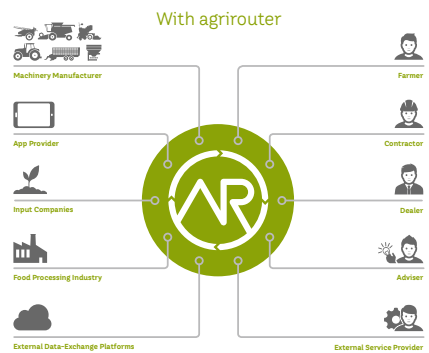 With agrirouter
Machinery Manufacturer
Farmer
App Provider
Contractor
Input Companies
Dealer
Food Processing Industry
Adviser
External Data-Exchange Platforms
External Service Provider
AR